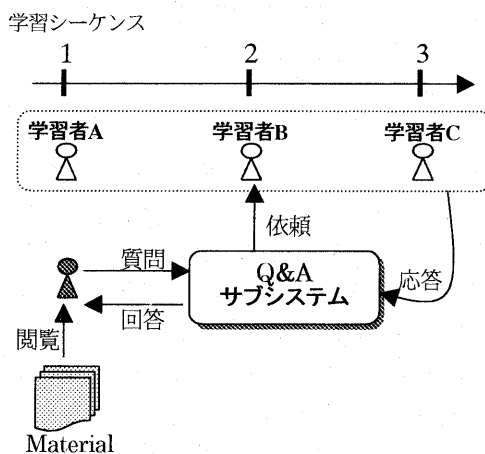 学習シーケンス
1 2 3
学習者A 学習者B 学習者C
依頼
質問
Q&A
サブシステム
応答
回答
閲覧
Material